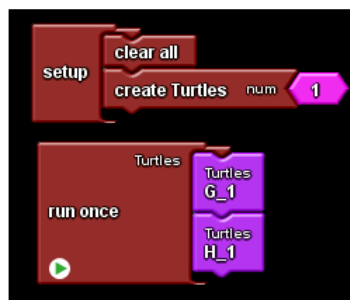 clear all
setup
create Turtles num 1
Turtles
Turtles
G_1
run once
Turtles
H_1